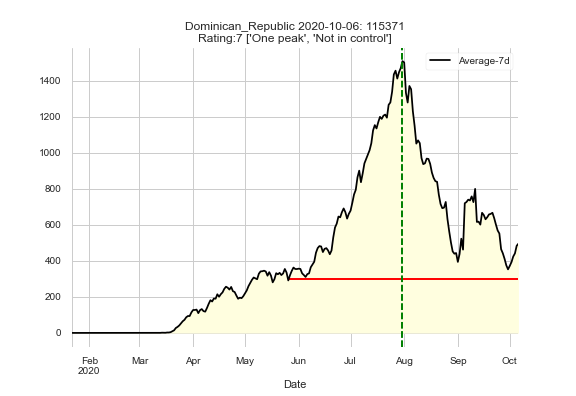 Dominican_Republic 2020-10-06: 115371
Rating:7 ['One peak', 'Not in control']
Average-7d
1400
1200
1000
800
600
400
200
0
Feb Mar Apr May Jun Jul Aug Sep Oct
2020
Date